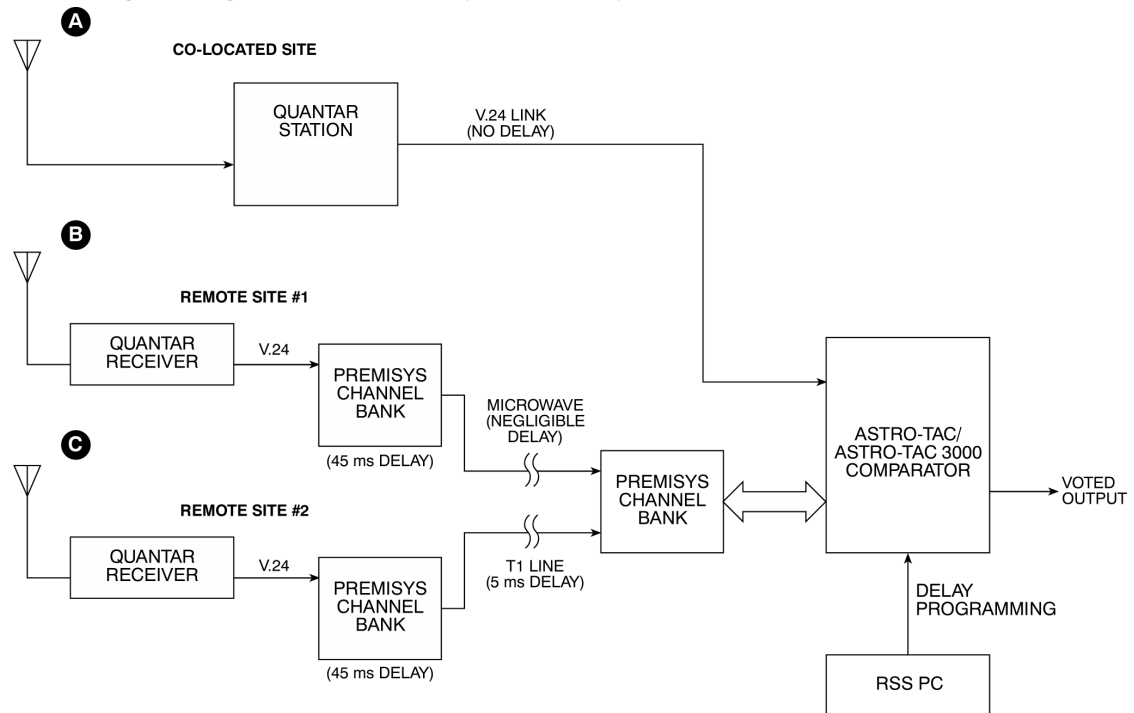 A
CO-LOCATED SITE
QUANTAR
STATION
V.24 LINK
(NO DELAY)
B
REMOTE SITE #1
QUANTAR
RECEIVER
V.24
PREMISYS
CHANNEL
BANK
(45 ms DELAY)
MICROWAVE
(NEGLIGIBLE
DELAY)
C
REMOTE SITE #2
QUANTAR
RECEIVER
V.24
PREMISYS
CHANNEL
BANK
(45 ms DELAY)
T1 LINE
(5 ms DELAY)
PREMISYS
CHANNEL
BANK
ASTRO-TAC/
ASTRO-TAC 3000
COMPARATOR
VOTED
OUTPUT
DELAY
PROGRAMMING
RSS PC